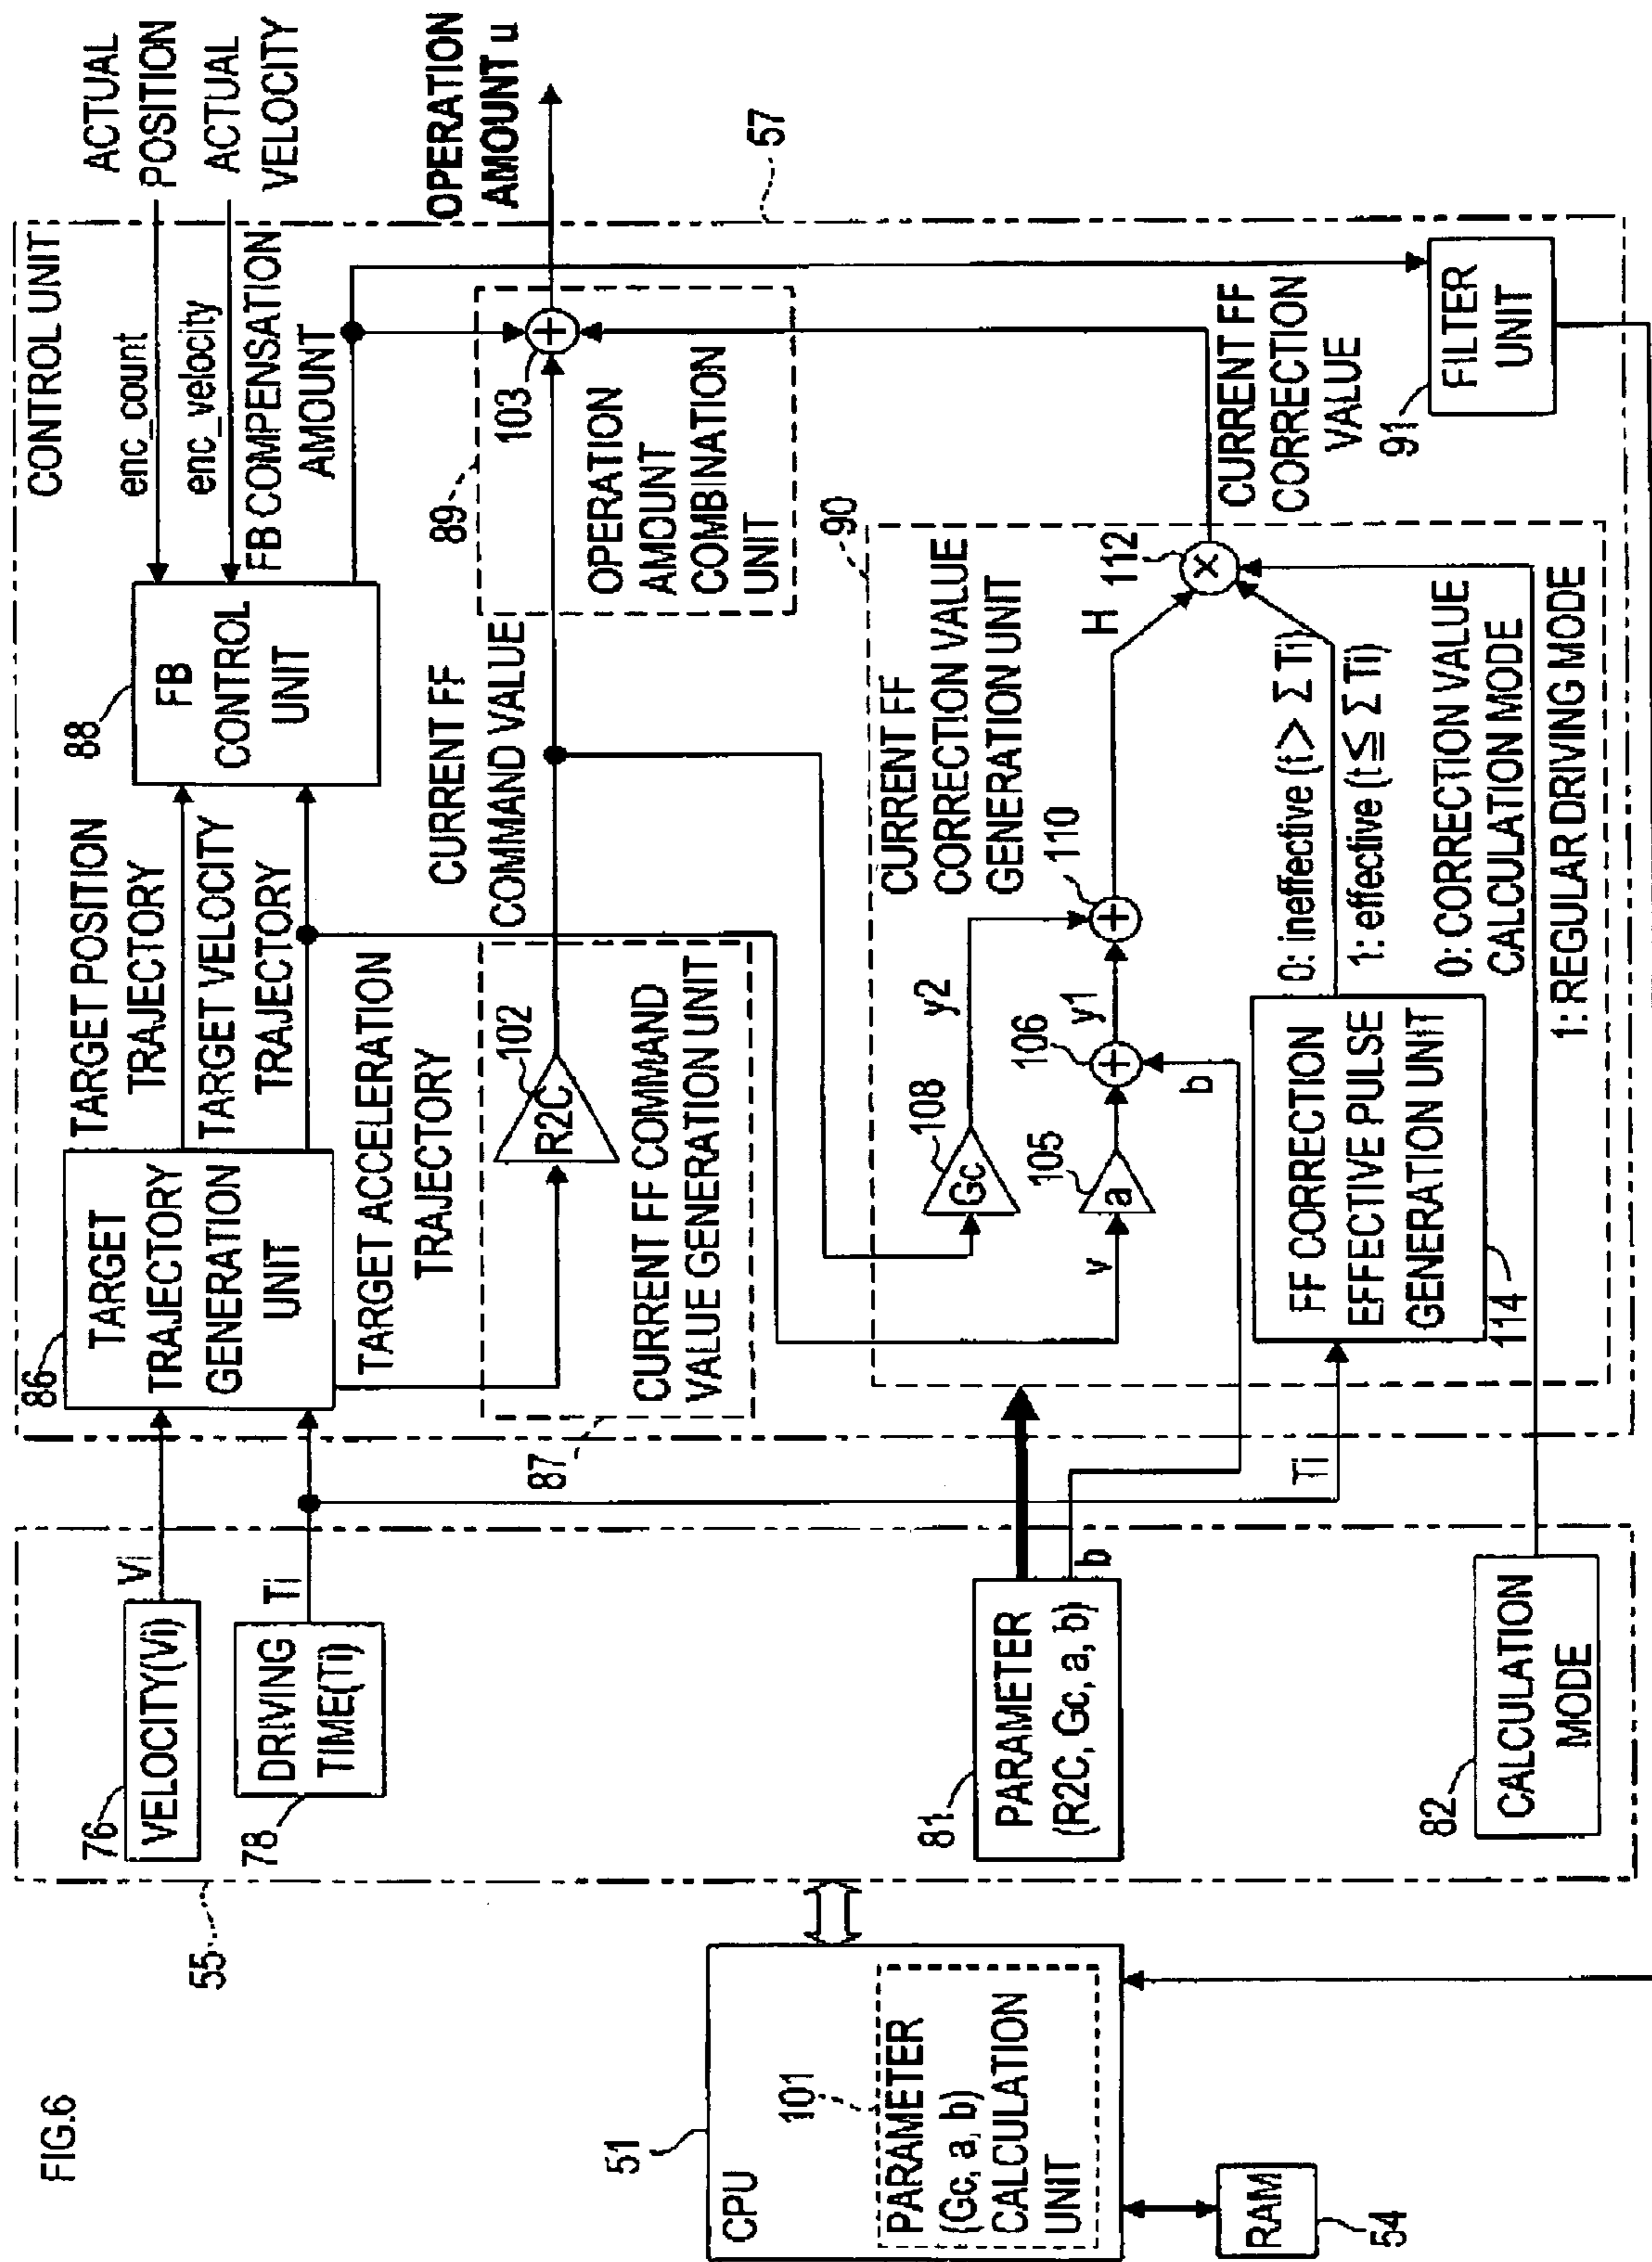 FIG.6
51
CPU
101
PARAMETER
(Gc, a, b)
CALCULATION
UNIT
RAM
54
55
76
VELOCITY(Vi)
Vi
78
DRIVING
TIME(Ti)
Ti
81
PARAMETER
(R2C, Gc, a, b)
b
82
CALCULATION
MODE
Ti
CONTROL UNIT
57
86
TARGET
TRAJECTORY
GENERATION
UNIT
TARGET POSITION
TRAJECTORY
TARGET VELOCITY
TRAJECTORY
TARGET ACCELERATION
TRAJECTORY
88
FB
CONTROL
UNIT
enc_count
enc_velocity
ACTUAL
POSITION
ACTUAL
VELOCITY
FB COMPENSATION
AMOUNT
87
102
R2C
CURRENT FF COMMAND
VALUE GENERATION UNIT
CURRENT FF
COMMAND VALUE
89
103
+
OPERATION
AMOUNT
COMBINATION
UNIT
OPERATION
AMOUNT u
90
CURRENT FF
CORRECTION VALUE
GENERATION UNIT
108
Gc
y2
110
+
H
112
×
v
105
a
106
+
y1
b
FF CORRECTION
EFFECTIVE PULSE
GENERATION UNIT
114
0: ineffective (t> Σ Ti)
1: effective (t≦ Σ Ti)
0: CORRECTION VALUE
CALCULATION MODE
1: REGULAR DRIVING MODE
CURRENT FF
CORRECTION
VALUE
91
FILTER
UNIT